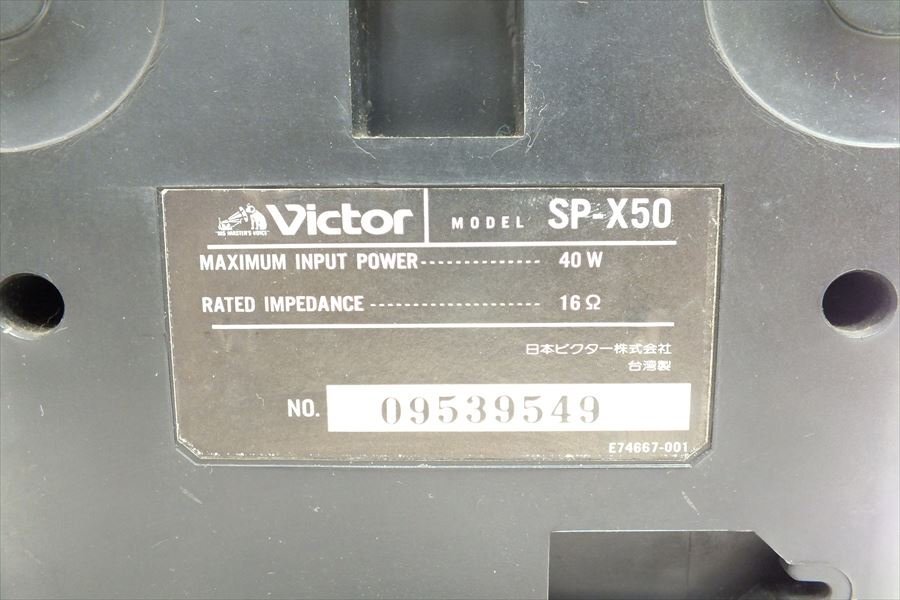 "HIS MASTER'S VOICE" Victor MODEL SP-X50
MAXIMUM INPUT POWER-------------- 40 W
RATED IMPEDANCE -------------------- 16Ω
日本ビクター株式会社
台湾製
NO. 09539549
E74667-001